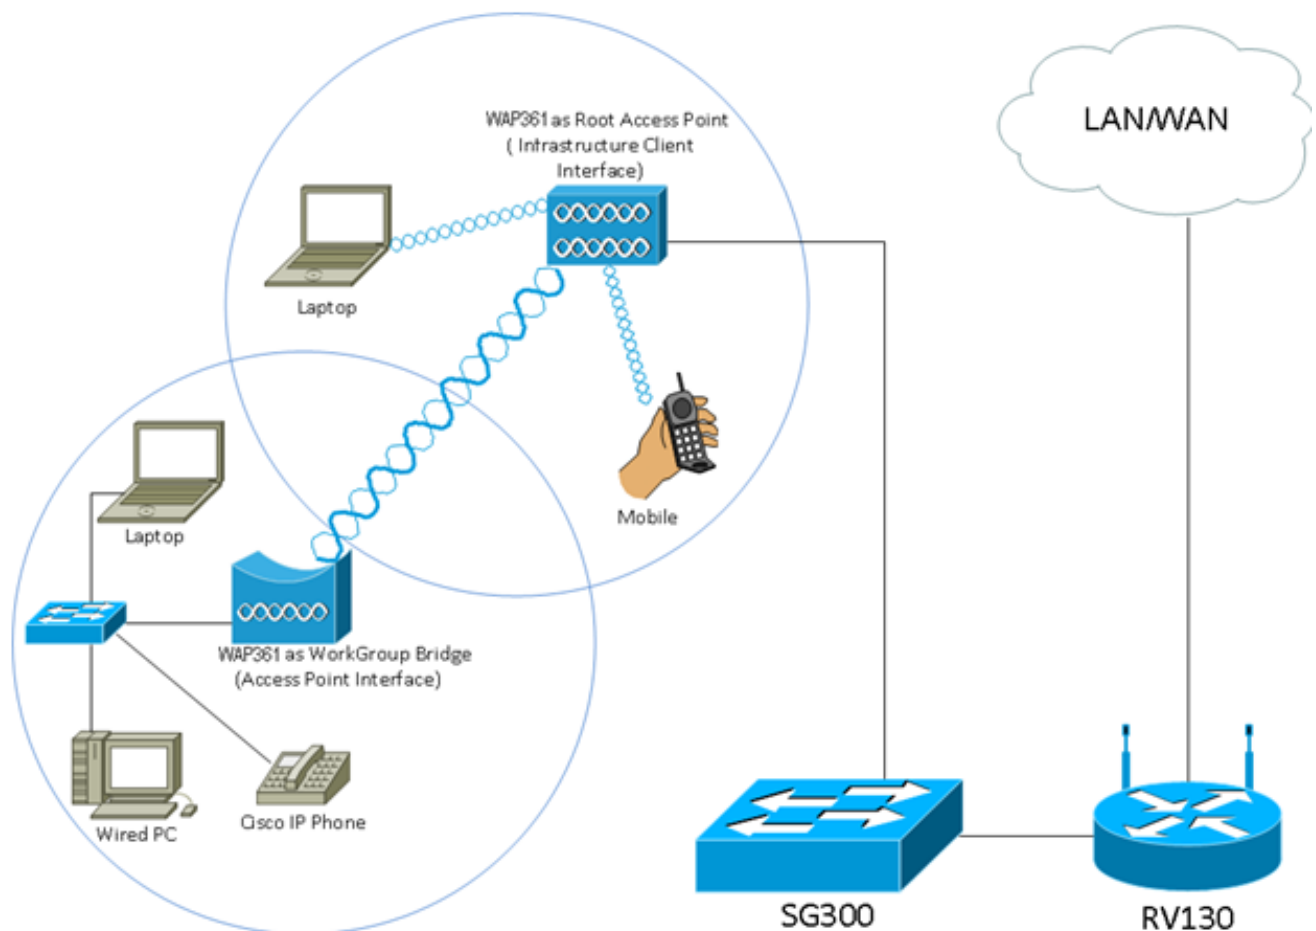 LAN/WAN
WAP361 as Root Access Point
( Infrastructure Client
Interface)
Laptop
Mobile
Laptop
WAP361 as WorkGroup Bridge
(Access Point Interface)
Wired PC
Cisco IP Phone
SG300
RV130